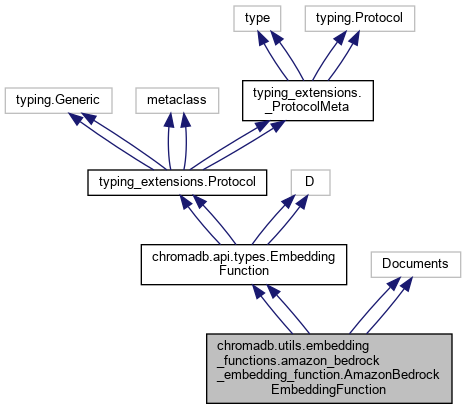 type
typing.Protocol
typing.Generic
metaclass
typing_extensions.
_ProtocolMeta
typing_extensions.Protocol
D
chromadb.api.types.Embedding
Function
Documents
chromadb.utils.embedding
_functions.amazon_bedrock
_embedding_function.AmazonBedrock
EmbeddingFunction